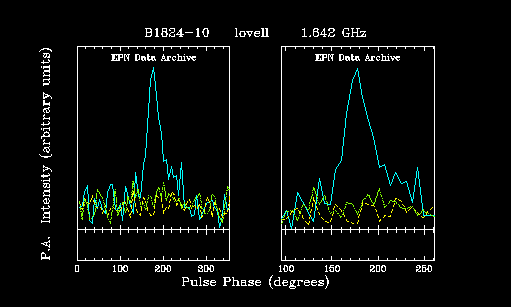 B1824-10 lovell 1.642 GHz
EPN Data Archive EPN Data Archive
P.A. Intensity (arbitrary units)
0 100 200 300 100 150 200 250
Pulse Phase (degrees)